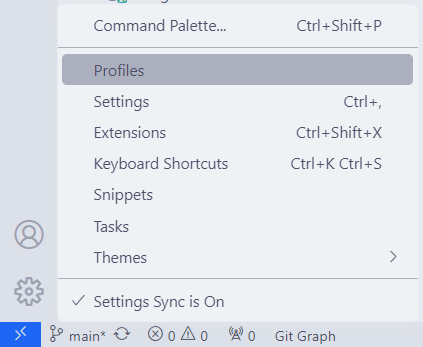 Command Palette... Ctrl+Shift+P
Profiles
Settings Ctrl+,
Extensions Ctrl+Shift+X
Keyboard Shortcuts Ctrl+K Ctrl+S
Snippets
Tasks
Themes
Settings Sync is On
main* 0 0 0 Git Graph